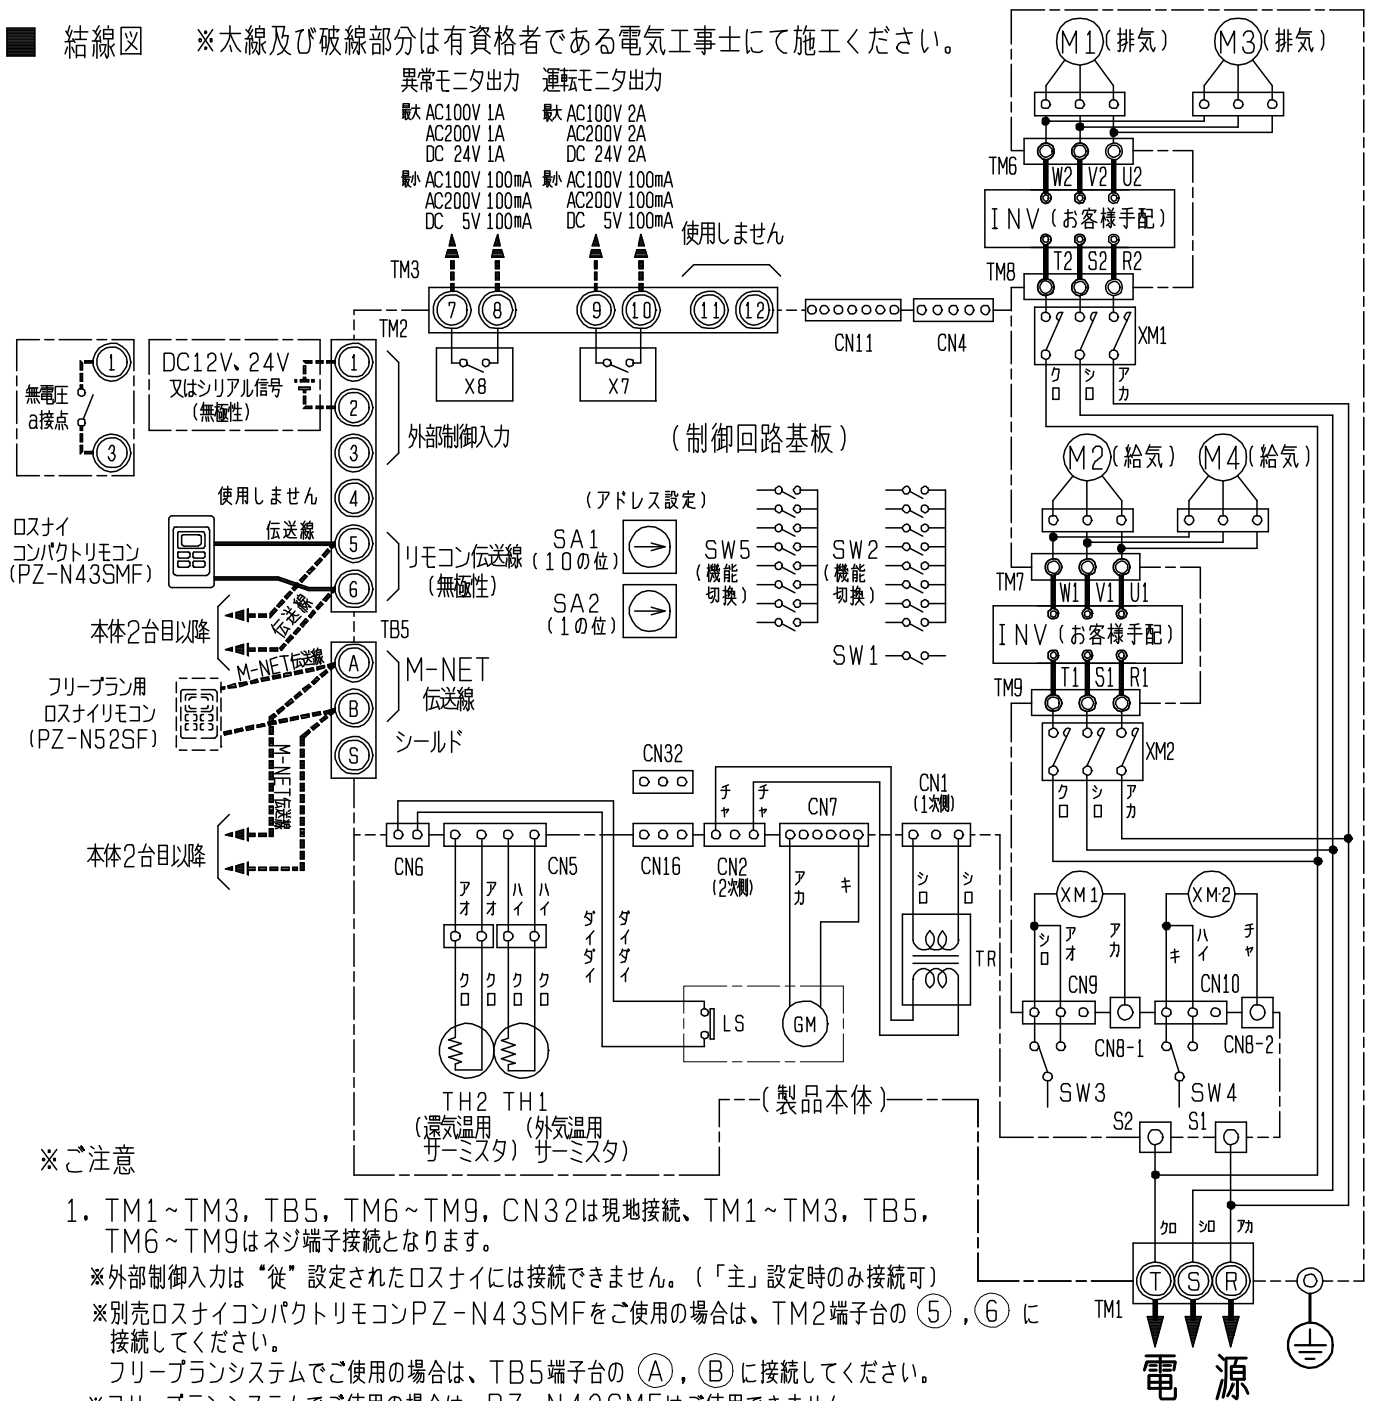 ■ 結線図 ※太線及び破線部分は有資格者である電気工事士にて施工ください。
異常モニタ出力
最大 AC100V 1A
AC200V 1A
DC 24V 1A
最小 AC100V 100mA
AC200V 100mA
DC 5V 100mA
運転モニタ出力
最大 AC100V 2A
AC200V 2A
DC 24V 2A
最小 AC100V 100mA
AC200V 100mA
DC 5V 100mA
使用しません
TM3
7 8 9 10 11 12
X8
X7
CN11
CN4
TM2
1
2
3
4
5
6
無電圧
a接点
1
3
DC12V、24V
又はシリアル信号
(無極性)
外部制御入力
使用しません
ロスナイ
コンパクトリモコン
(PZ-N43SMF)
伝送線
リモコン伝送線
(無極性)
伝送線
本体2台目以降
TB5
A
B
S
M-NET
伝送線
シールド
M-NET伝送線
フリープラン用
ロスナイリモコン
(PZ-N52SF)
M-NET伝送線
本体2台目以降
(制御回路基板)
(アドレス設定)
SA1
(10の位)
SA2
(1の位)
SW5
(機能
切換)
SW2
(機能
切換)
SW1
M1 (排気)
M3 (排気)
TM6
W2 V2 U2
INV (お客様手配)
T2 S2 R2
TM8
XM1
クロ シロ アカ
M2 (給気)
M4 (給気)
TM7
W1 V1 U1
INV (お客様手配)
T1 S1 R1
TM9
XM2
クロ シロ アカ
CN32
CN6
CN5
CN16
CN2
(2次側)
チャ チャ
CN7
CN1
(1次側)
アオ アオ ハイ ハイ
クロ クロ クロ クロ
ダイダイ ダイダイ
アカ キ
シロ シロ
TR
LS
GM
TH2
(還気温用
サーミスタ)
TH1
(外気温用
サーミスタ)
XM1
シロ アオ アカ
CN9
CN8-1
SW3
XM2
キ ハイ チャ
CN10
CN8-2
SW4
S2 S1
(製品本体)
クロ シロ アカ
T S R
TM1
電源
※ご注意
1. TM1~TM3, TB5, TM6~TM9, CN32は現地接続、TM1~TM3, TB5,
TM6~TM9はネジ端子接続となります。
※外部制御入力は“従”設定されたロスナイには接続できません。(「主」設定時のみ接続可)
※別売ロスナイコンパクトリモコンPZ-N43SMFをご使用の場合は、TM2端子台の⑤,⑥に
接続してください。
フリープランシステムでご使用の場合は、TB5端子台のⒶ,Ⓑに接続してください。